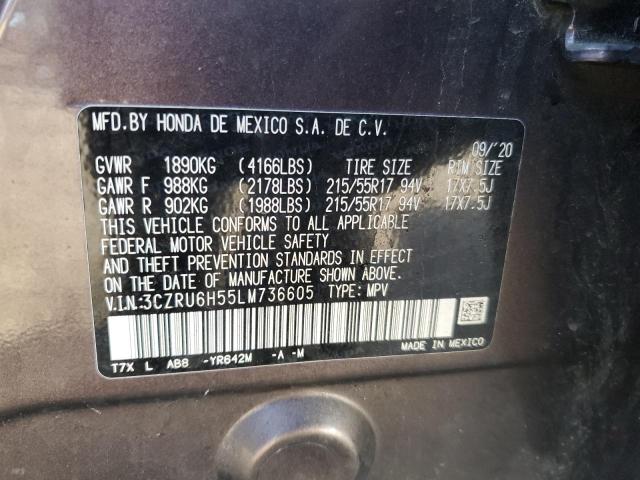 MFD.BY HONDA DE MEXICO S.A. DE C.V.
09/'20
GVWR 1890KG (4166LBS) TIRE SIZE RIM SIZE
GAWR F 988KG (2178LBS) 215/55R17 94V 17X7.5J
GAWR R 902KG (1988LBS) 215/55R17 94V 17X7.5J
THIS VEHICLE CONFORMS TO ALL APPLICABLE
FEDERAL MOTOR VEHICLE SAFETY
AND THEFT PREVENTION STANDARDS IN EFFECT
ON THE DATE OF MANUFACTURE SHOWN ABOVE.
V.I.N.:3CZRU6H55LM736605 TYPE: MPV
T7X L AB8 -YR642M -A -M
MADE IN MEXICO